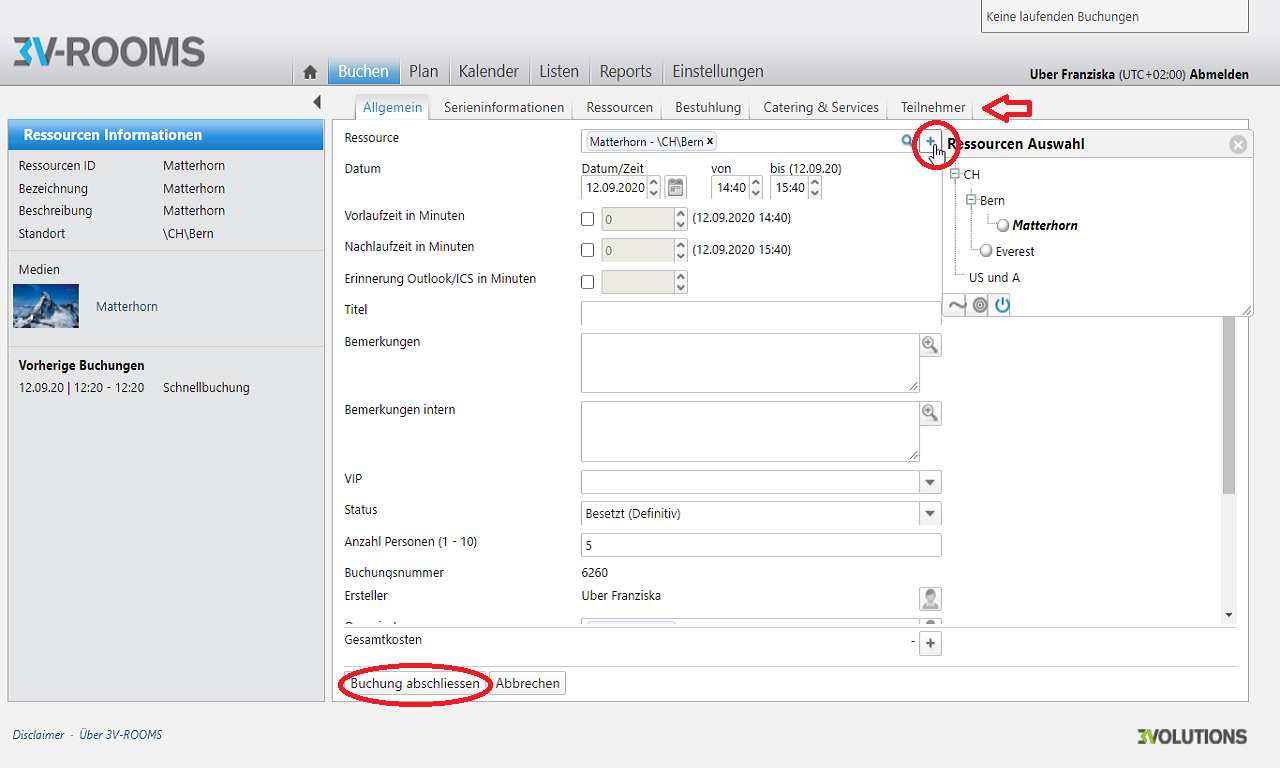 Keine laufenden Buchungen
3V-ROOMS
Buchen Plan Kalender Listen Reports Einstellungen
Uber Franziska (UTC+02:00) Abmelden
Allgemein Serieninformationen Ressourcen Bestuhlung Catering & Services Teilnehmer
Ressourcen Informationen
Ressourcen ID Matterhorn
Bezeichnung Matterhorn
Beschreibung Matterhorn
Standort \CH\Bern
Medien
Matterhorn
Vorherige Buchungen
12.09.20 | 12:20 - 12:20 Schnellbuchung
Ressource Matterhorn - \CH\Bern x
Datum Datum/Zeit von bis (12.09.20)
12.09.2020 14:40 15:40
Vorlaufzeit in Minuten 0 (12.09.2020 14:40)
Nachlaufzeit in Minuten 0 (12.09.2020 15:40)
Erinnerung Outlook/ICS in Minuten
Titel
Bemerkungen
Bemerkungen intern
VIP
Status Besetzt (Definitiv)
Anzahl Personen (1 - 10) 5
Buchungsnummer 6260
Ersteller Uber Franziska
Gesamtkosten - +
Buchung abschliessen Abbrechen
Ressourcen Auswahl
CH
Bern
Matterhorn
Everest
US und A
Disclaimer - Über 3V-ROOMS
3VOLUTIONS